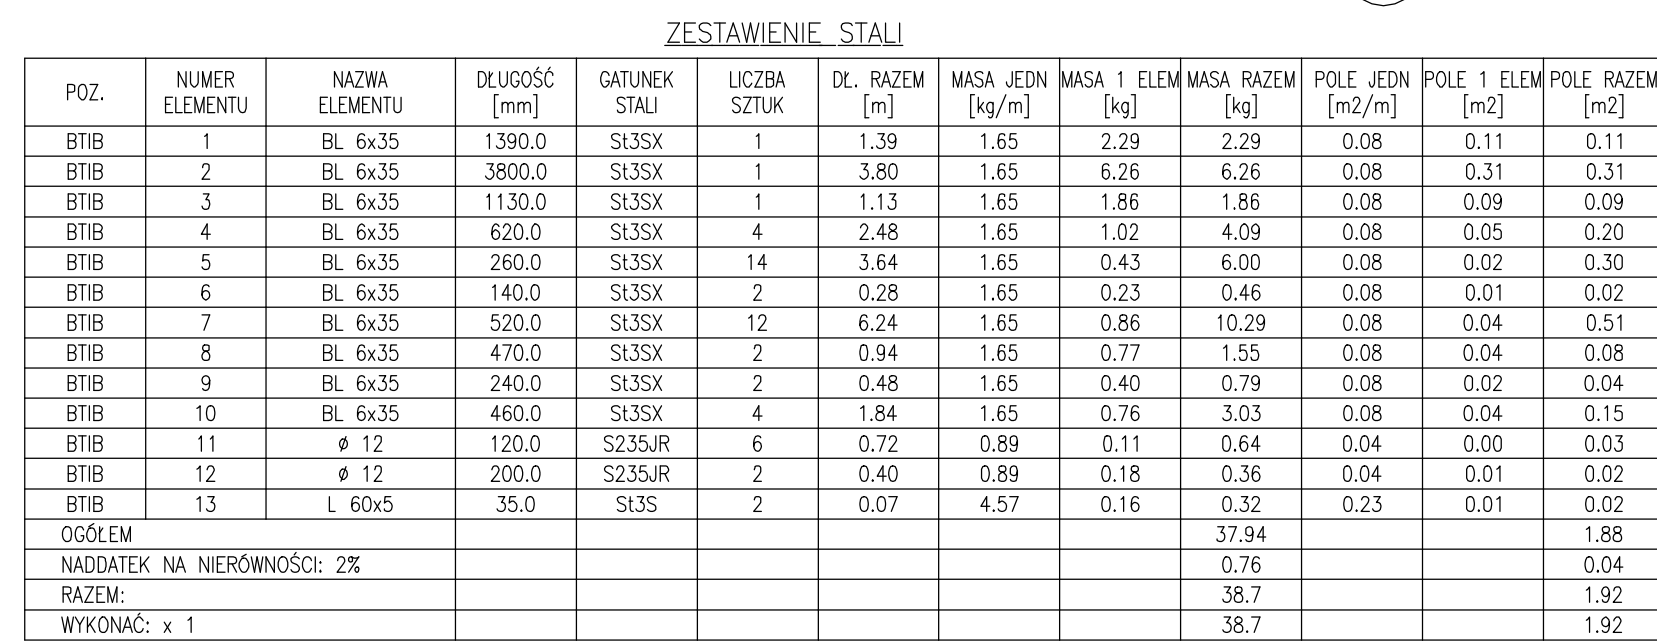 ZESTAWIENIE STALI
POZ. NUMER ELEMENTU NAZWA ELEMENTU DŁUGOŚĆ [mm] GATUNEK STALI LICZBA SZTUK DŁ. RAZEM [m] MASA JEDN [kg/m] MASA 1 ELEM [kg] MASA RAZEM [kg] POLE JEDN [m2/m] POLE 1 ELEM [m2] POLE RAZEM [m2]
BTIB 1 BL 6x35 1390.0 St3SX 1 1.39 1.65 2.29 2.29 0.08 0.11 0.11
BTIB 2 BL 6x35 3800.0 St3SX 1 3.80 1.65 6.26 6.26 0.08 0.31 0.31
BTIB 3 BL 6x35 1130.0 St3SX 1 1.13 1.65 1.86 1.86 0.08 0.09 0.09
BTIB 4 BL 6x35 620.0 St3SX 4 2.48 1.65 1.02 4.09 0.08 0.05 0.20
BTIB 5 BL 6x35 260.0 St3SX 14 3.64 1.65 0.43 6.00 0.08 0.02 0.30
BTIB 6 BL 6x35 140.0 St3SX 2 0.28 1.65 0.23 0.46 0.08 0.01 0.02
BTIB 7 BL 6x35 520.0 St3SX 12 6.24 1.65 0.86 10.29 0.08 0.04 0.51
BTIB 8 BL 6x35 470.0 St3SX 2 0.94 1.65 0.77 1.55 0.08 0.04 0.08
BTIB 9 BL 6x35 240.0 St3SX 2 0.48 1.65 0.40 0.79 0.08 0.02 0.04
BTIB 10 BL 6x35 460.0 St3SX 4 1.84 1.65 0.76 3.03 0.08 0.04 0.15
BTIB 11 ø 12 120.0 S235JR 6 0.72 0.89 0.11 0.64 0.04 0.00 0.03
BTIB 12 ø 12 200.0 S235JR 2 0.40 0.89 0.18 0.36 0.04 0.01 0.02
BTIB 13 L 60x5 35.0 St3S 2 0.07 4.57 0.16 0.32 0.23 0.01 0.02
OGÓŁEM 37.94 1.88
NADDATEK NA NIERÓWNOŚCI: 2% 0.76 0.04
RAZEM: 38.7 1.92
WYKONAĆ: x 1 38.7 1.92